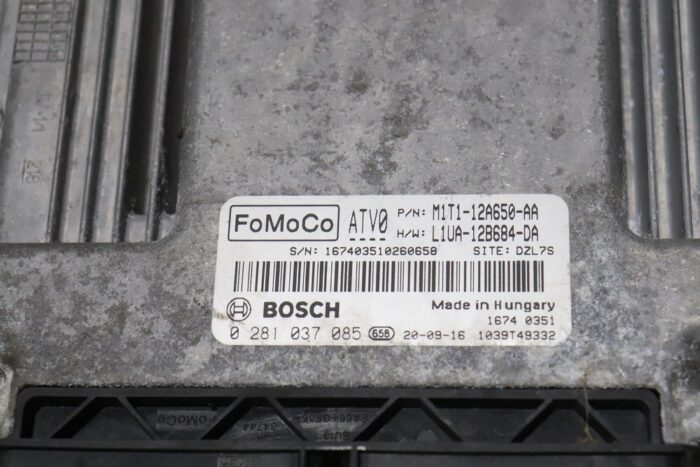 FoMoCo ATV0 P/N: M1T1-12A650-AA
H/W: L1UA-12B684-DA
S/N: 167403510260658 SITE: DZL7S
BOSCH Made in Hungary
1674 0351
0 281 037 085 658 20-09-16 1039T49332
FoMoCo